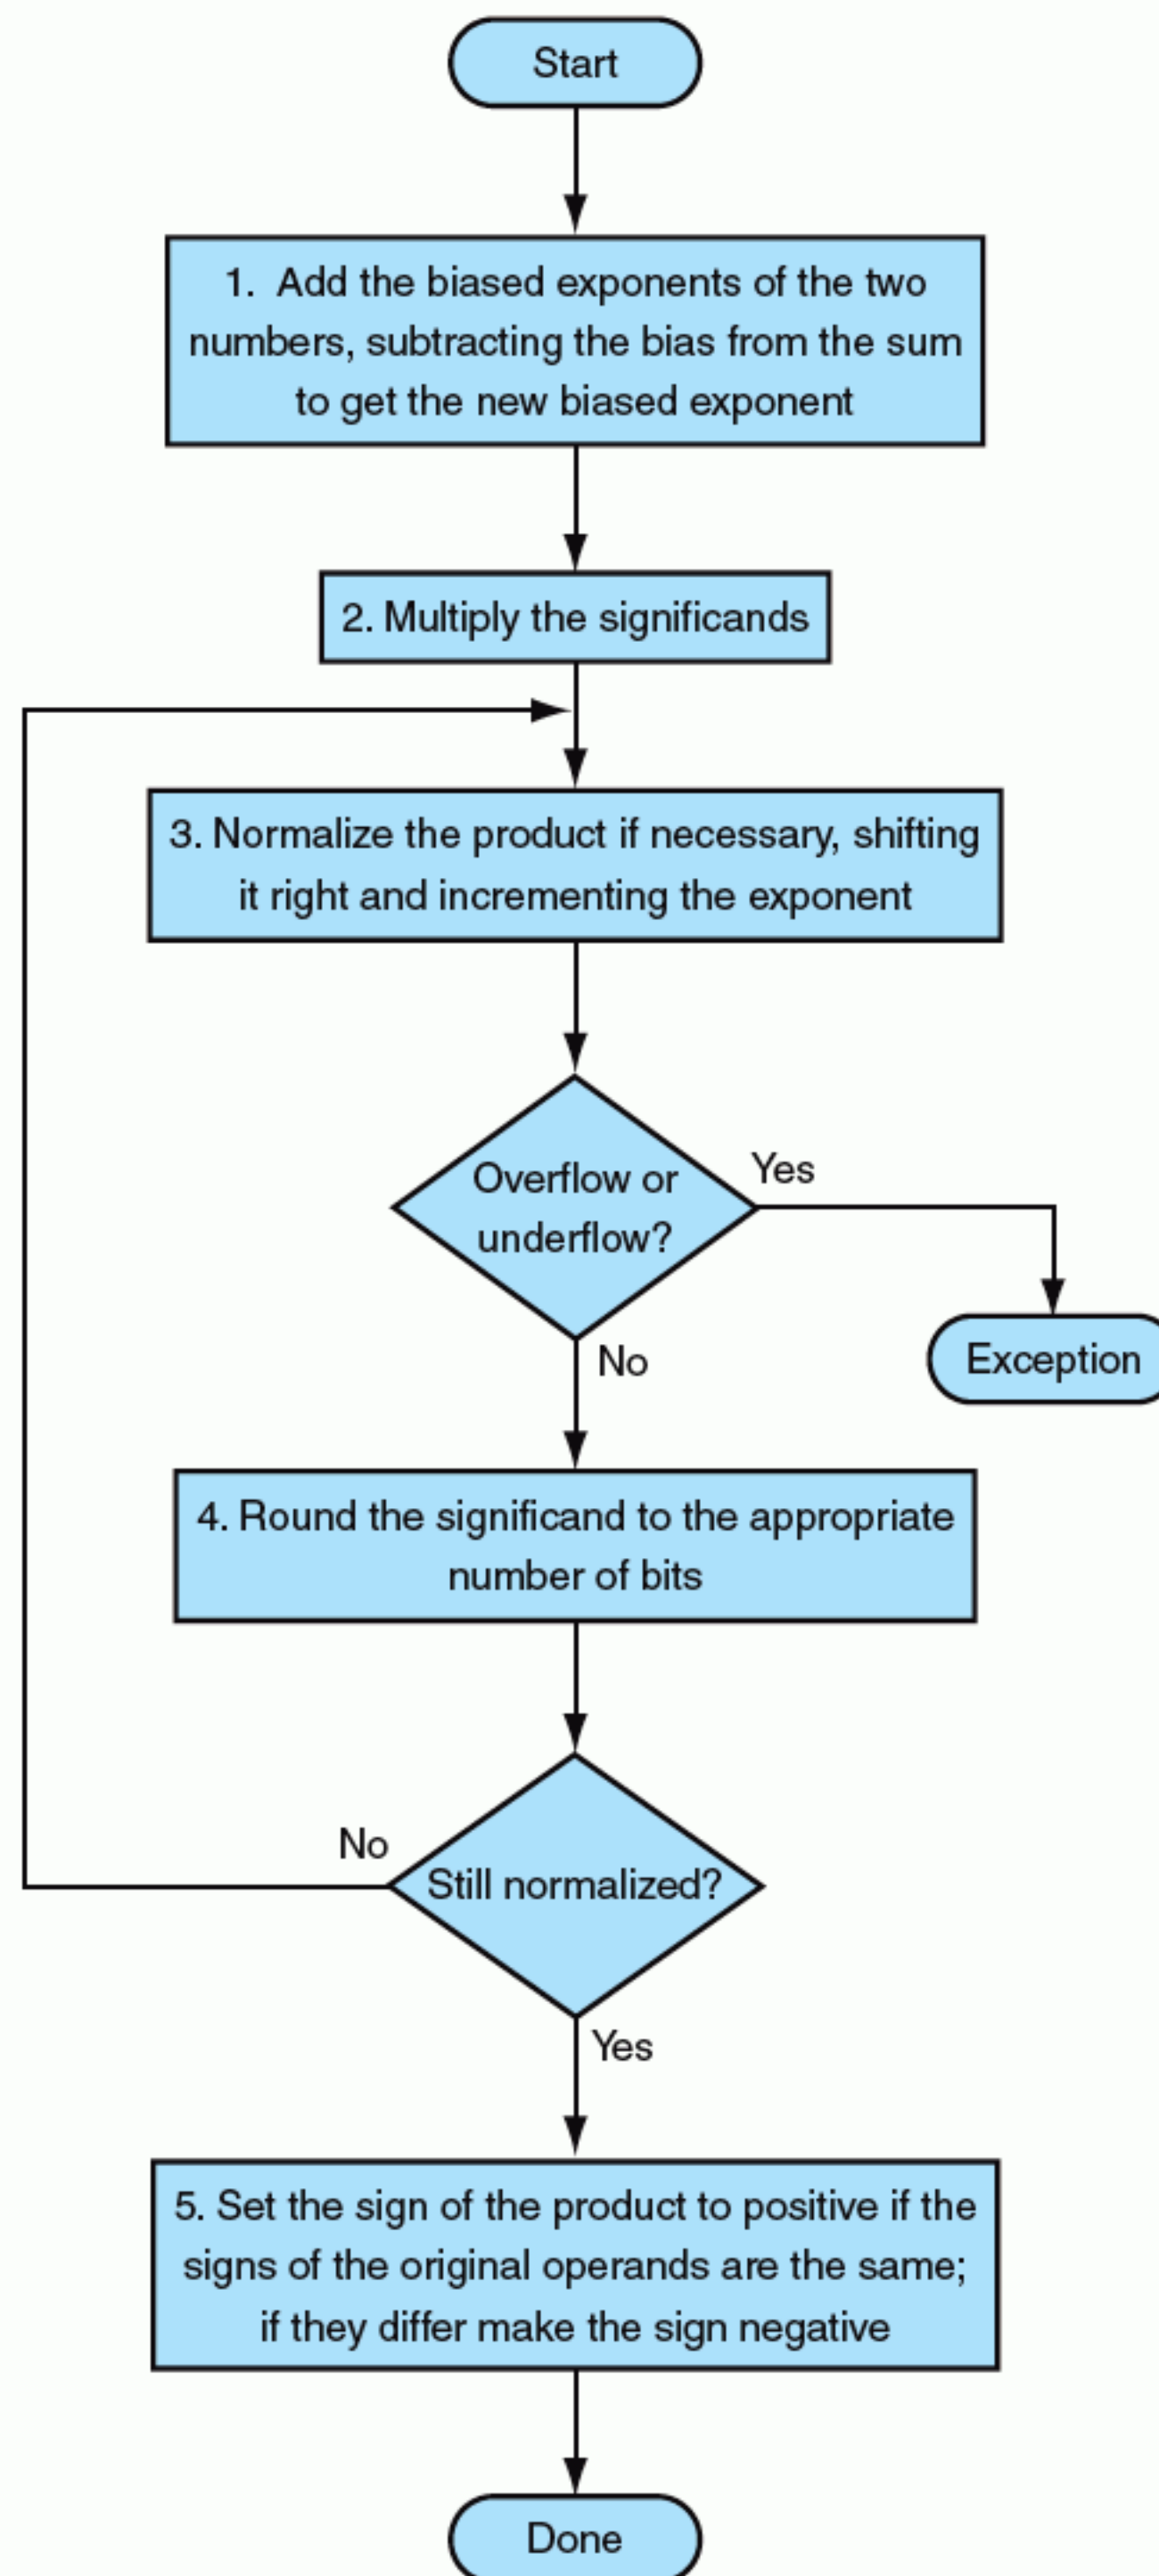 Start
1. Add the biased exponents of the two
numbers, subtracting the bias from the sum
to get the new biased exponent
2. Multiply the significands
3. Normalize the product if necessary, shifting
it right and incrementing the exponent
Overflow or
underflow?
Yes
Exception
No
4. Round the significand to the appropriate
number of bits
No
Still normalized?
Yes
5. Set the sign of the product to positive if the
signs of the original operands are the same;
if they differ make the sign negative
Done